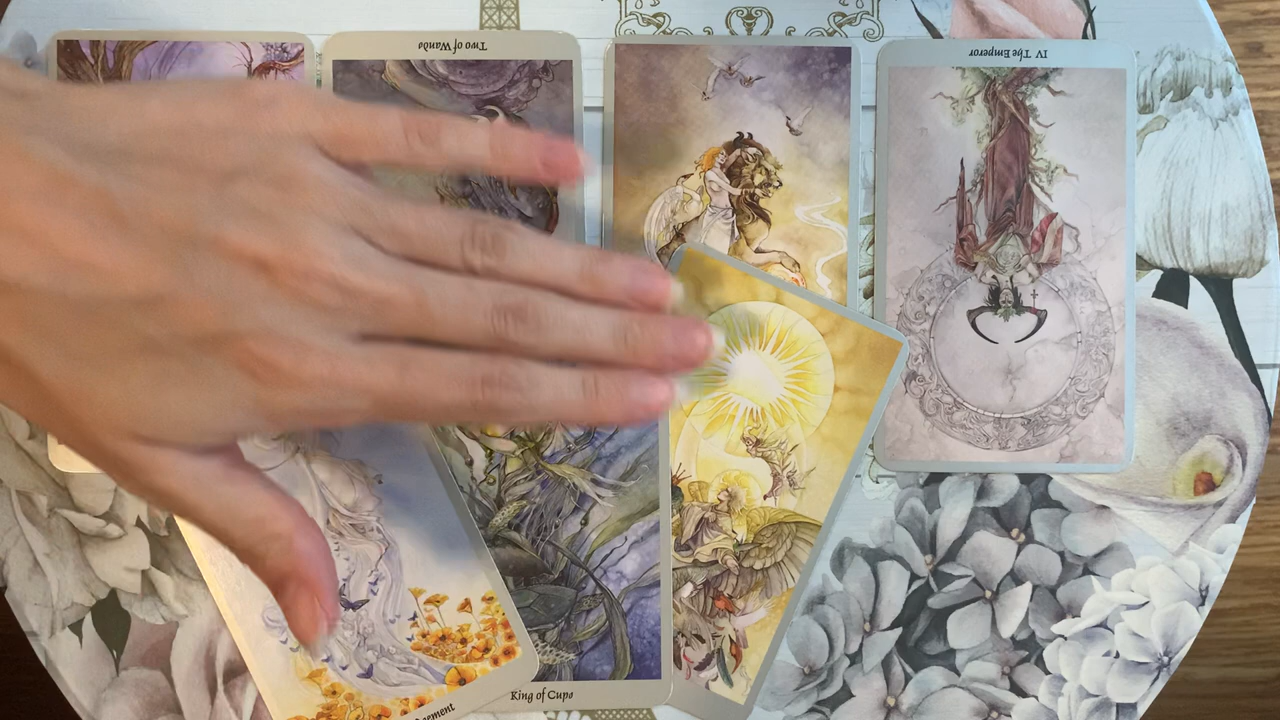 Two of Wands
IV The Emperor
King of Cups